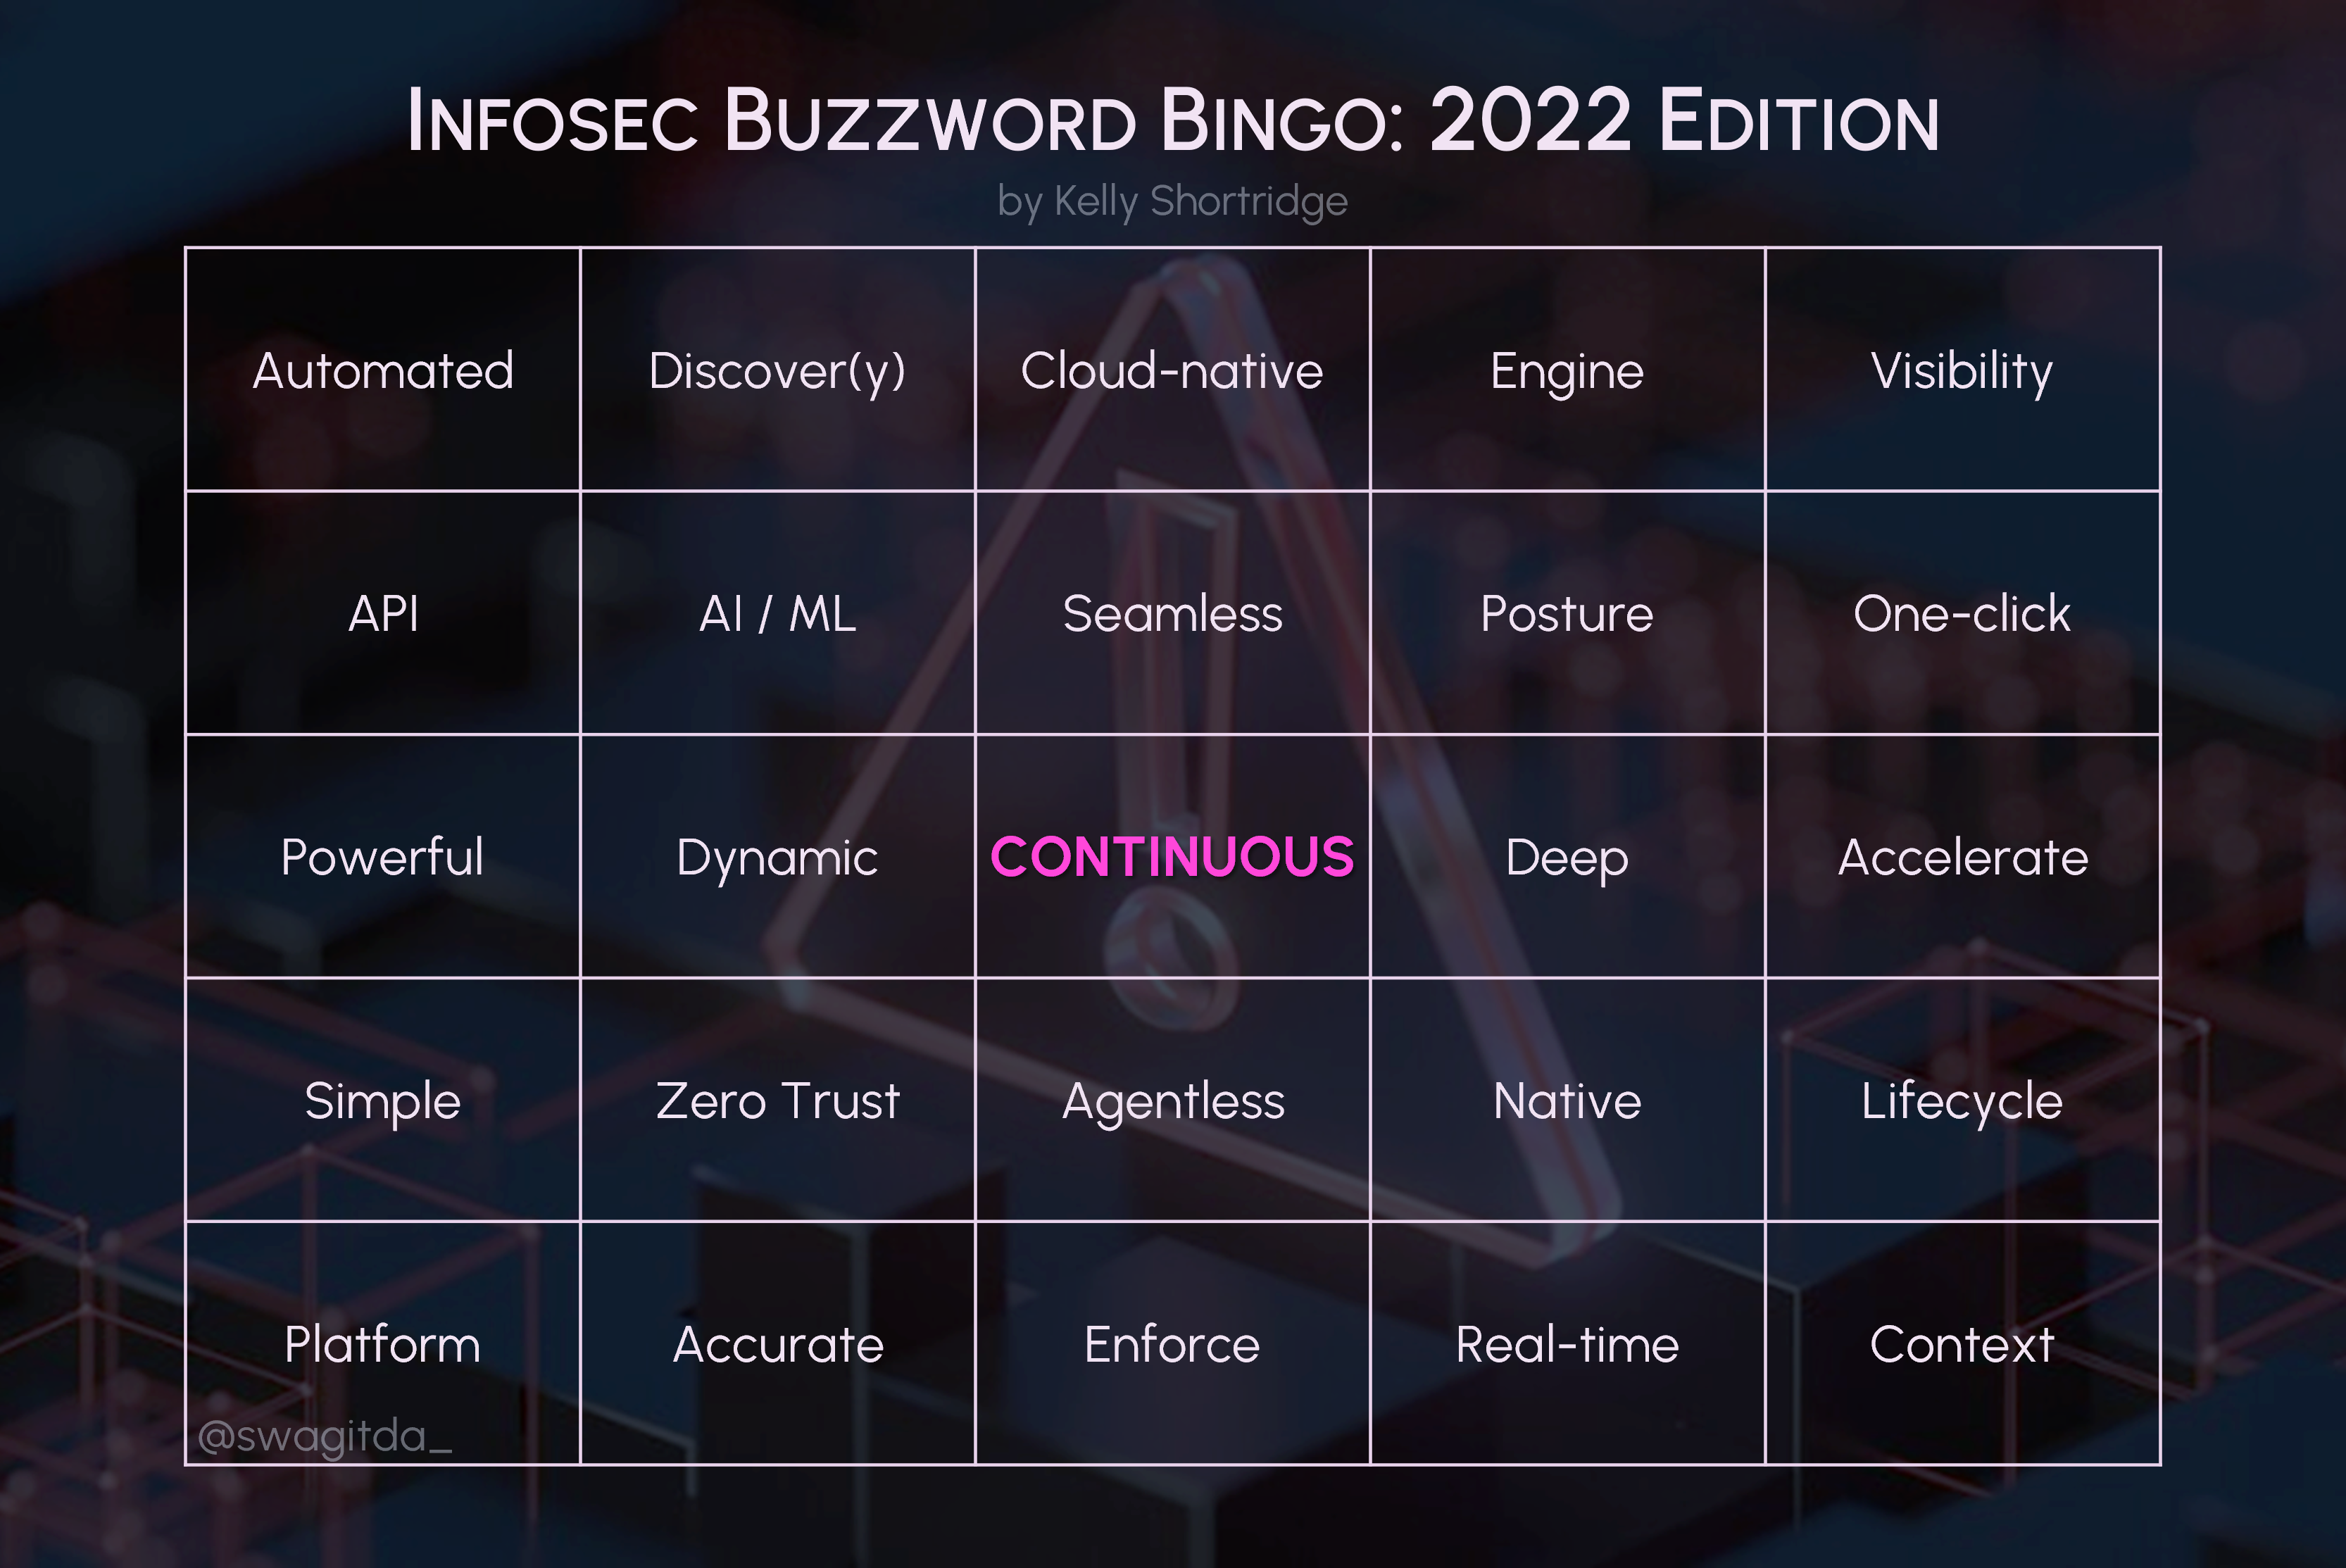 Infosec Buzzword Bingo: 2022 Edition
by Kelly Shortridge
Automated Discover(y) Cloud-native Engine Visibility
API AI / ML Seamless Posture One-click
Powerful Dynamic CONTINUOUS Deep Accelerate
Simple Zero Trust Agentless Native Lifecycle
Platform Accurate Enforce Real-time Context
@swagitda_